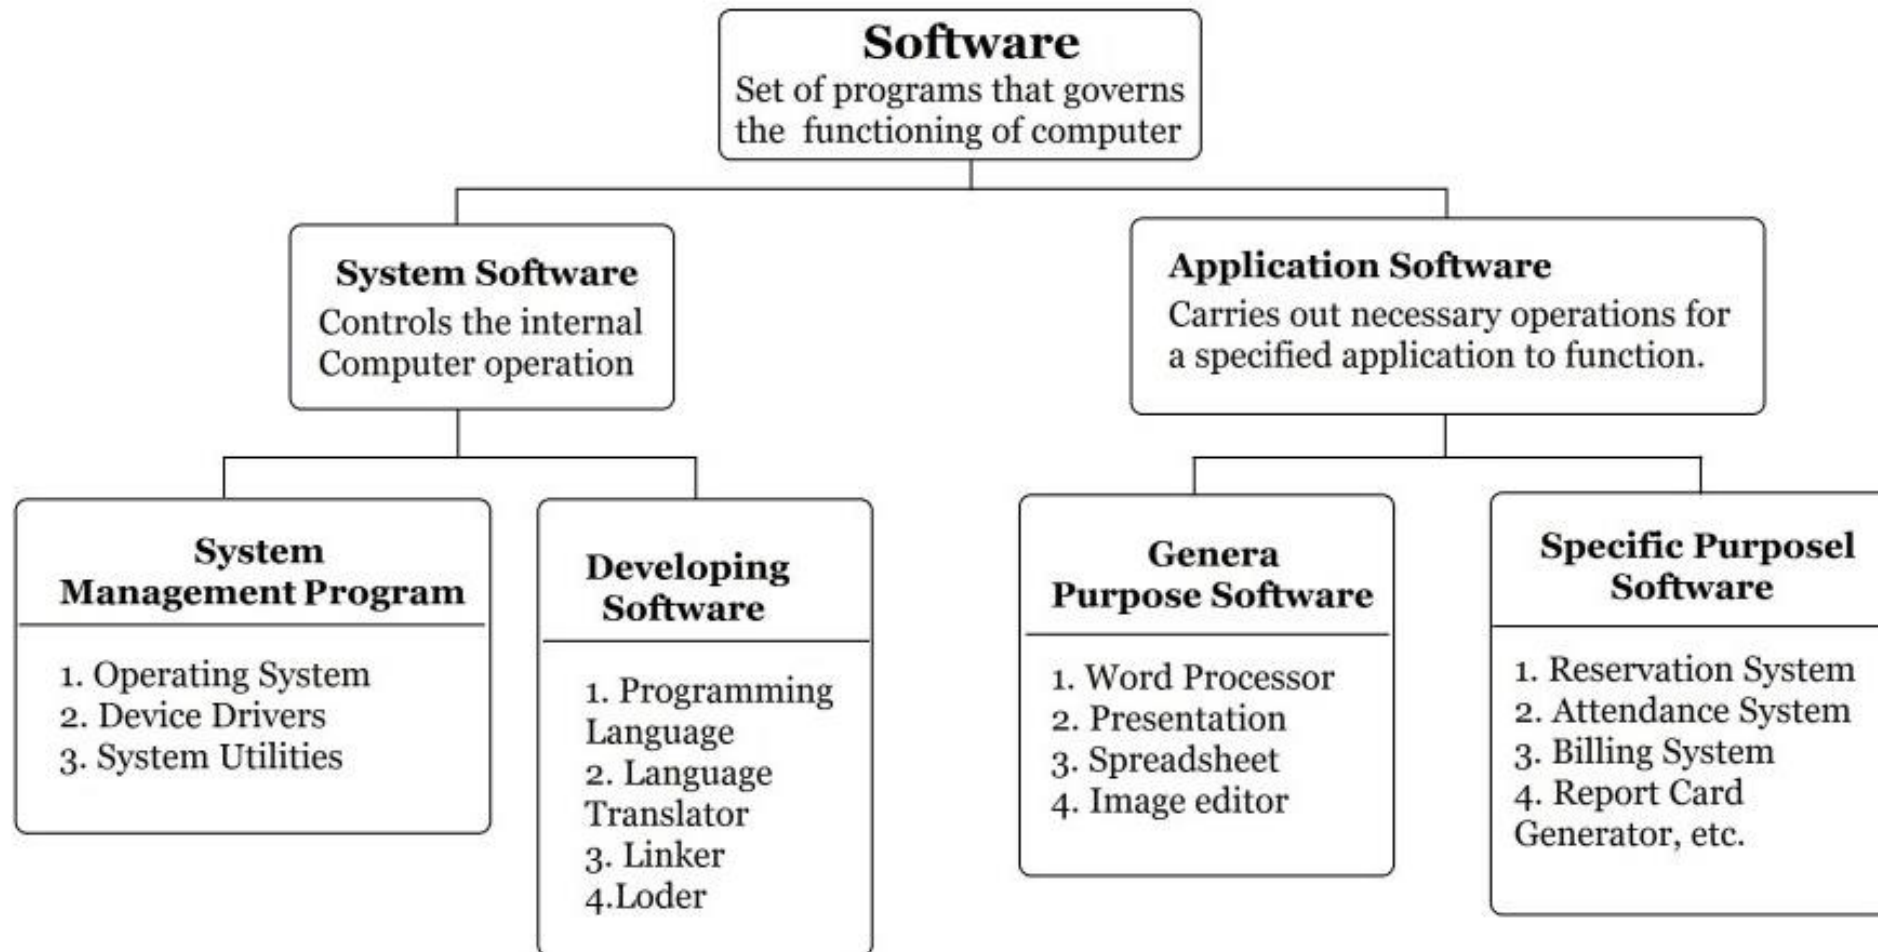 Software
Set of programs that governs
the functioning of computer
System Software
Controls the internal
Computer operation
Application Software
Carries out necessary operations for
a specified application to function.
System
Management Program
1. Operating System
2. Device Drivers
3. System Utilities
Developing
Software
1. Programming
Language
2. Language
Translator
3. Linker
4.Loder
Genera
Purpose Software
1. Word Processor
2. Presentation
3. Spreadsheet
4. Image editor
Specific Purposel
Software
1. Reservation System
2. Attendance System
3. Billing System
4. Report Card
Generator, etc.